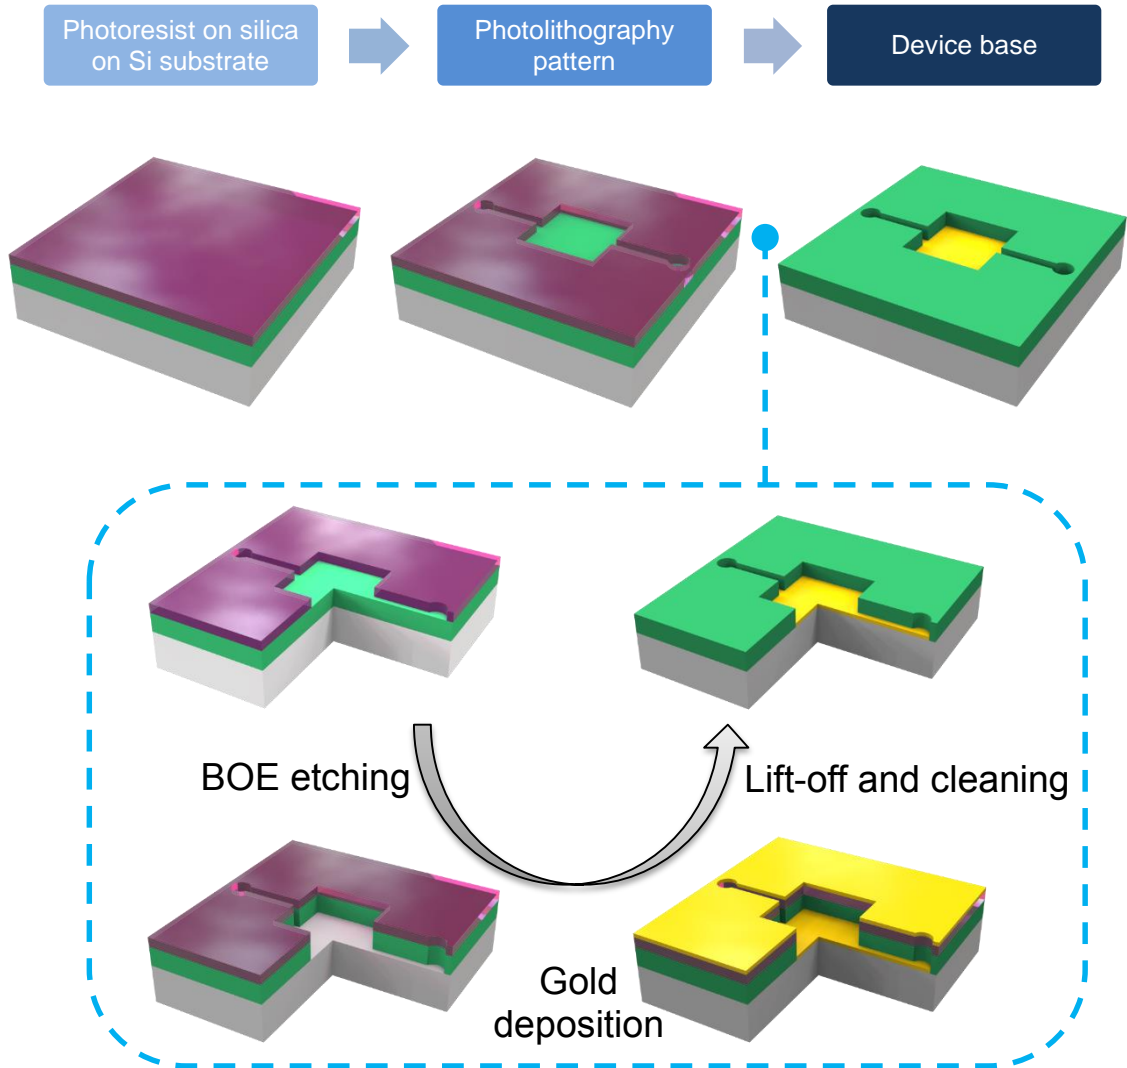 Photoresist on silica
on Si substrate
Photolithography
pattern
Device base
BOE etching
Lift-off and cleaning
Gold
deposition